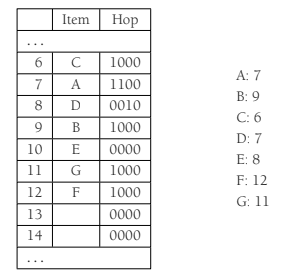 Item Hop
...
6 C 1000
7 A 1100
8 D 0010
9 B 1000
10 E 0000
11 G 1000
12 F 1000
13 0000
14 0000
...
A: 7
B: 9
C: 6
D: 7
E: 8
F: 12
G: 11